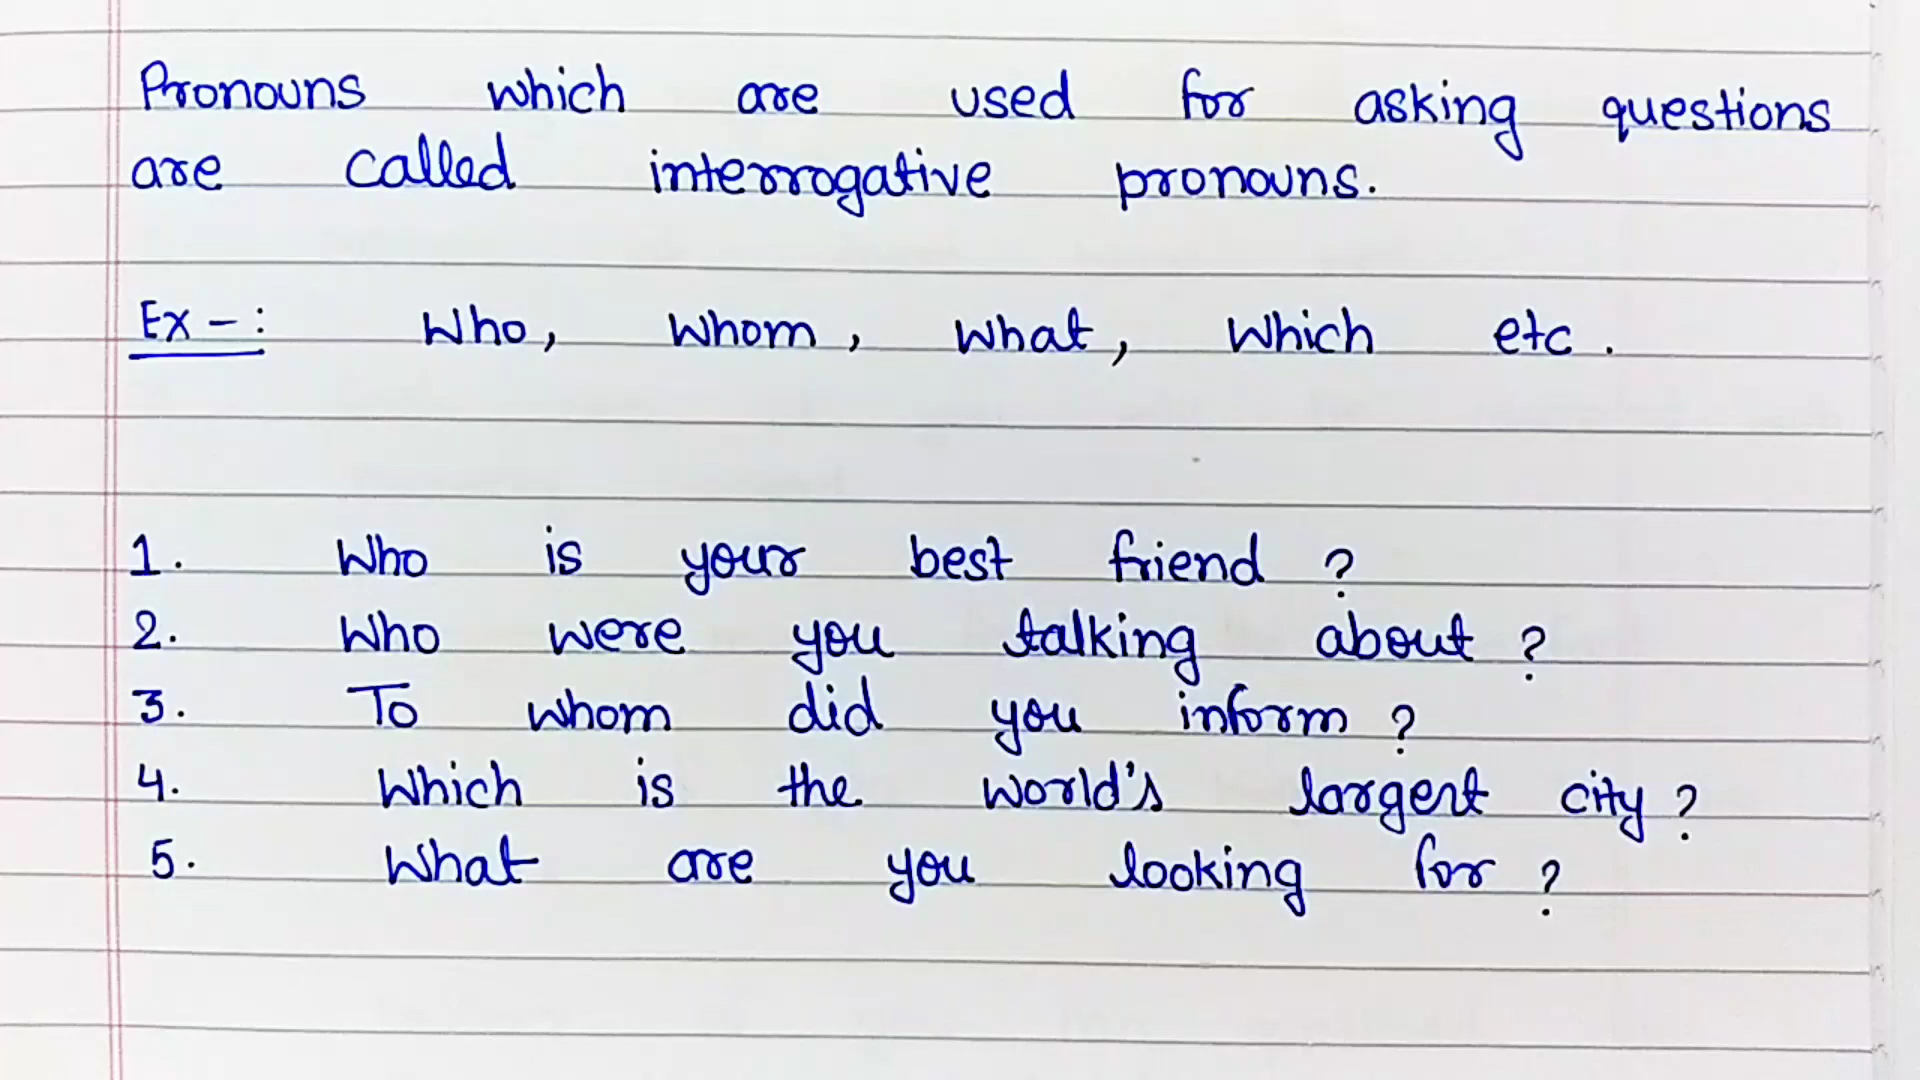 Pronouns which are used for asking questions
are called interrogative pronouns.
Ex-: Who, Whom, What, Which etc.
1. Who is your best friend ?
2. Who were you talking about ?
3. To whom did you inform ?
4. Which is the world's largest city ?
5. What are you looking for ?